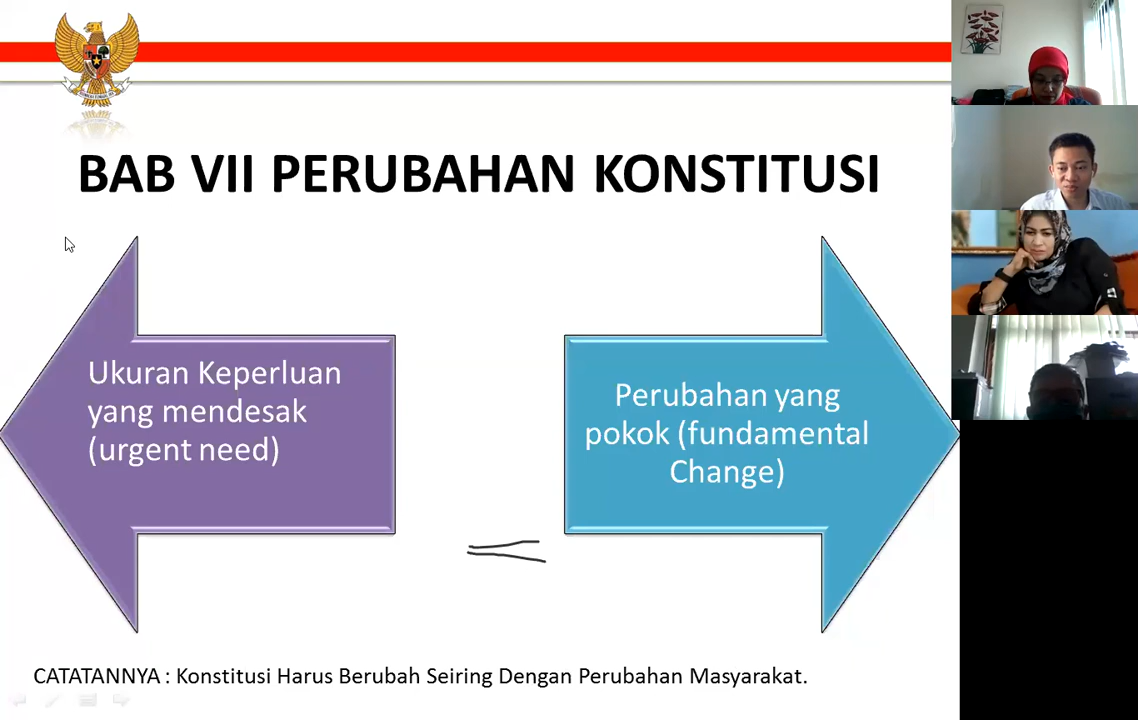 BAB VII PERUBAHAN KONSTITUSI
Ukuran Keperluan
yang mendesak
(urgent need)
Perubahan yang
pokok (fundamental
Change)
CATATANNYA : Konstitusi Harus Berubah Seiring Dengan Perubahan Masyarakat.